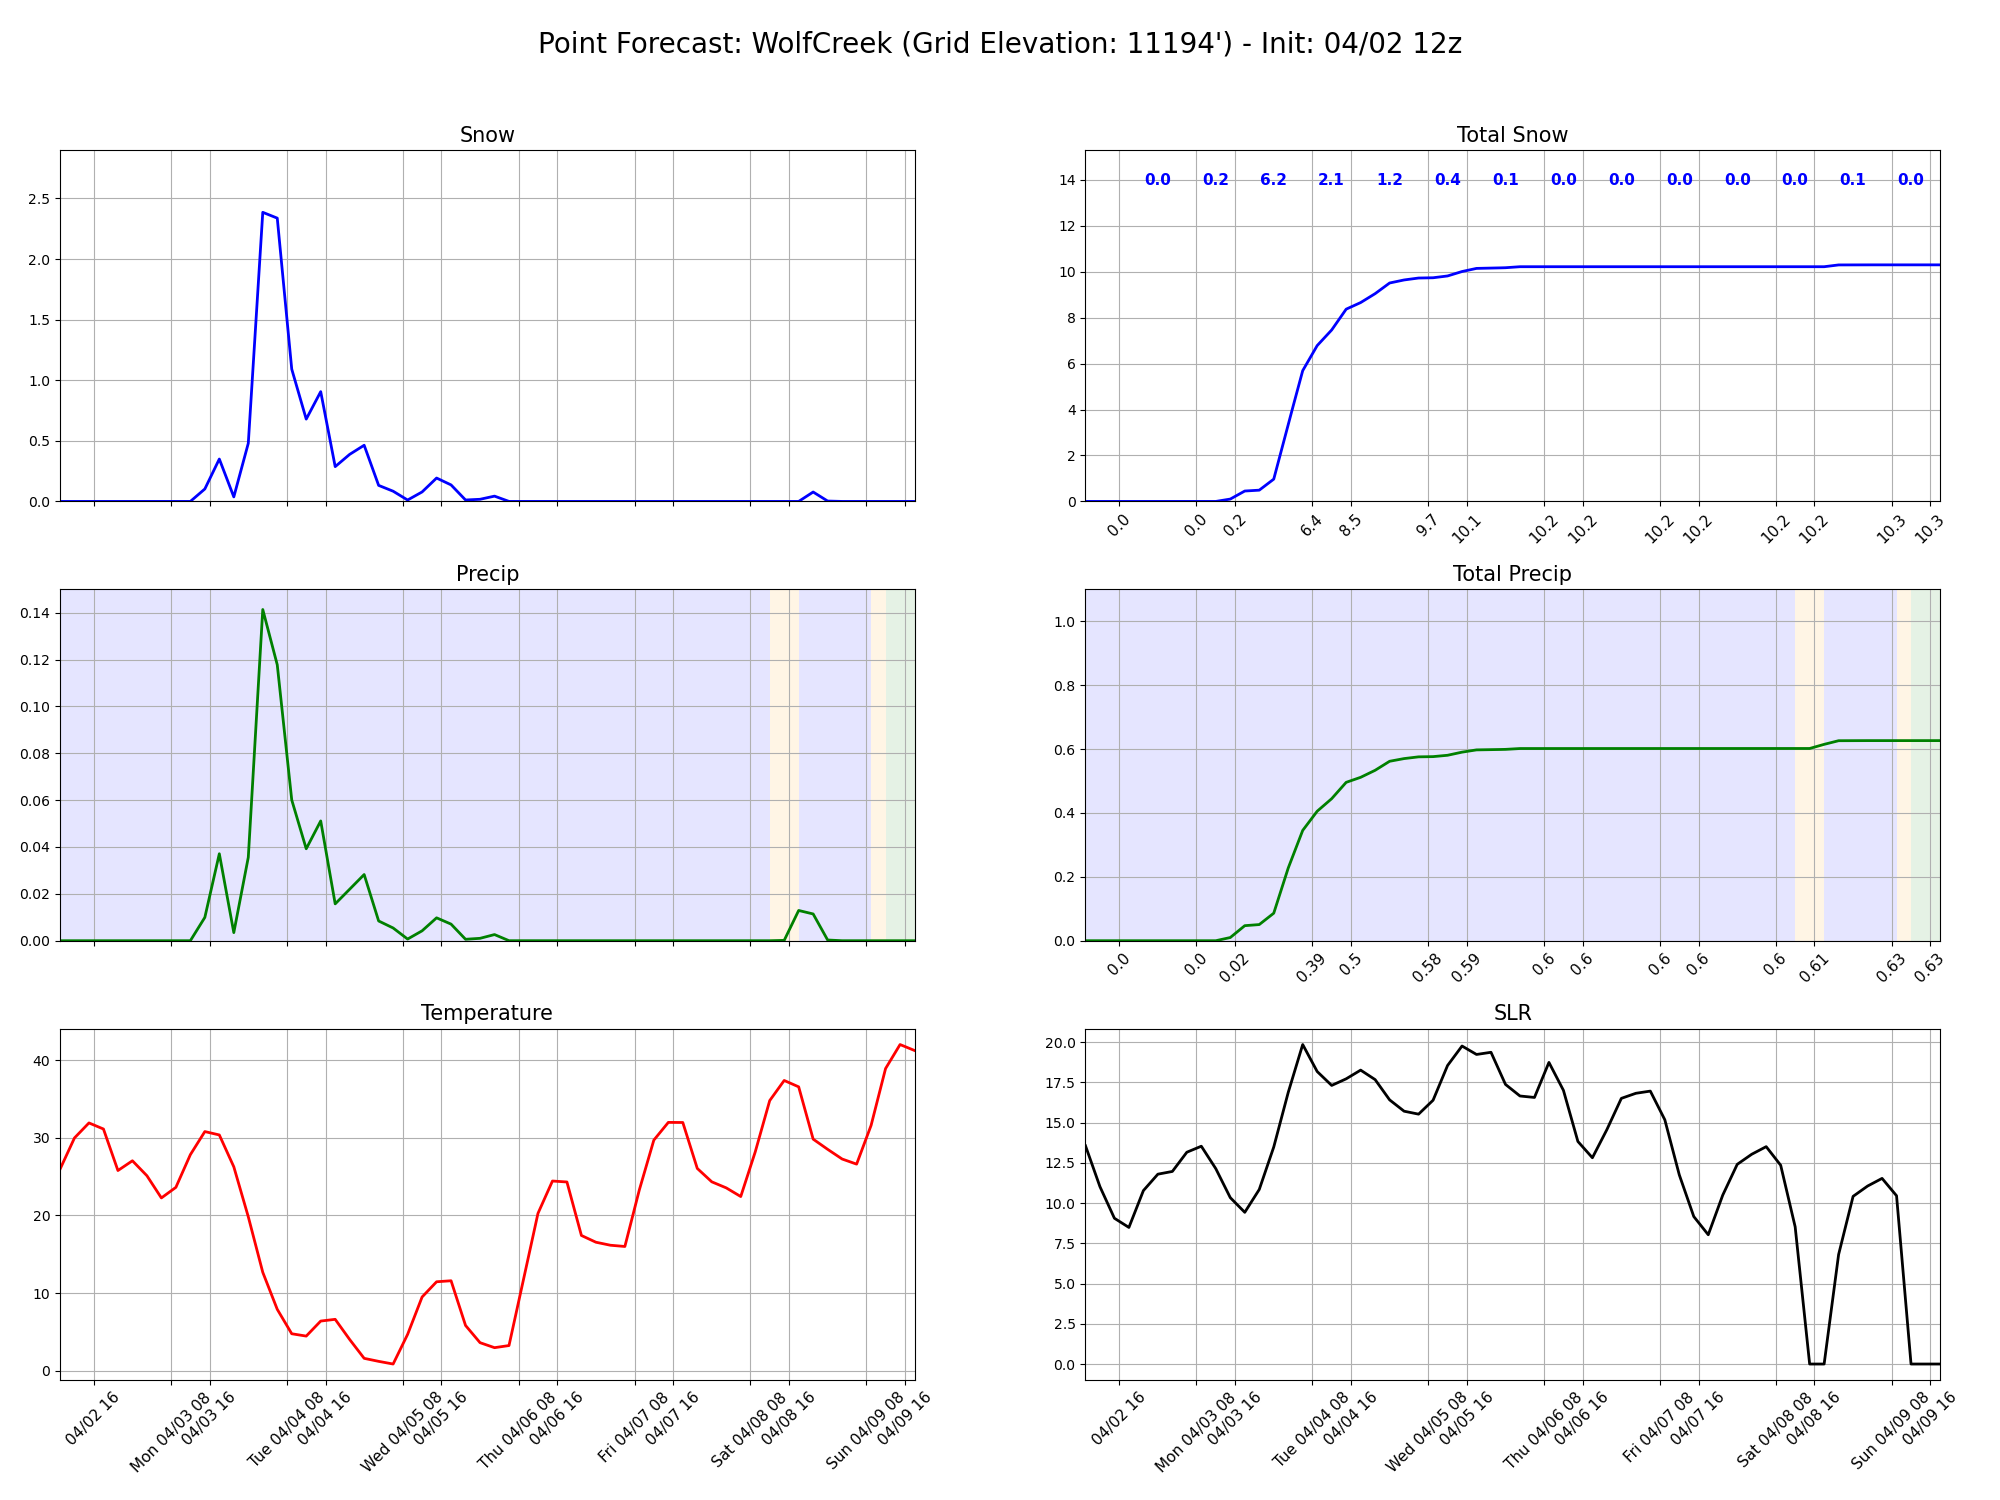 Point Forecast: WolfCreek (Grid Elevation: 11194') - Init: 04/02 12z
Snow
2.5
2.0
1.5
1.0
0.5
0.0
Total Snow
14
12
10
8
6
4
2
0
0.0 0.2 6.2 2.1 1.2 0.4 0.1 0.0 0.0 0.0 0.0 0.0 0.1 0.0
0.0 0.0 0.2 6.4 8.5 9.7 10.1 10.2 10.2 10.2 10.2 10.2 10.2 10.3 10.3
Precip
0.14
0.12
0.10
0.08
0.06
0.04
0.02
0.00
Total Precip
1.0
0.8
0.6
0.4
0.2
0.0
0.0 0.0 0.02 0.39 0.5 0.58 0.59 0.6 0.6 0.6 0.6 0.6 0.61 0.63 0.63
Temperature
40
30
20
10
0
04/02 16
Mon 04/03 08
04/03 16
Tue 04/04 08
04/04 16
Wed 04/05 08
04/05 16
Thu 04/06 08
04/06 16
Fri 04/07 08
04/07 16
Sat 04/08 08
04/08 16
Sun 04/09 08
04/09 16
SLR
20.0
17.5
15.0
12.5
10.0
7.5
5.0
2.5
0.0
04/02 16
Mon 04/03 08
04/03 16
Tue 04/04 08
04/04 16
Wed 04/05 08
04/05 16
Thu 04/06 08
04/06 16
Fri 04/07 08
04/07 16
Sat 04/08 08
04/08 16
Sun 04/09 08
04/09 16